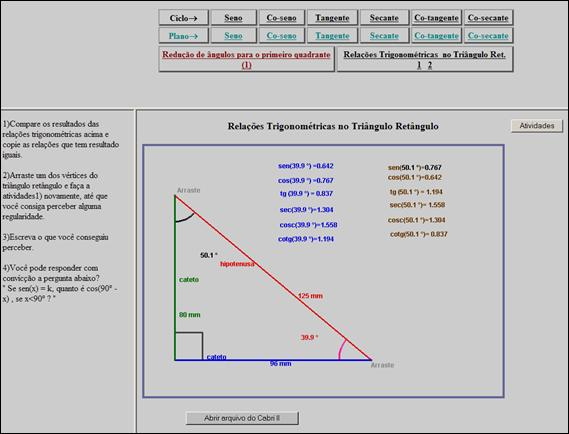 Ciclo→ Seno Co-seno Tangente Secante Co-tangente Co-secante
Plano→ Seno Co-seno Tangente Secante Co-tangente Co-secante
Redução de ângulos para o primeiro quadrante
(1)
Relações Trigonométricas no Triângulo Ret.
1 2
1)Compare os resultados das
relações trigonométricas acima e
copie as relações que tem resultado
iguais.
2)Arraste um dos vértices do
triângulo retângulo e faça a
atividades1) novamente, até que
você consiga perceber alguma
regularidade.
3)Escreva o que você conseguiu
perceber.
4)Você pode responder com
convicção a pergunta abaixo?
" Se sen(x) = k, quanto é cos(90° -
x) , se x<90° ? "
Relações Trigonométricas no Triângulo Retângulo
Atividades
sen(39.9 °)=0.642
cos(39.9 °)=0.767
tg (39.9 °) = 0.837
sec(39.9 °)=1.304
cosc(39.9 °)=1.558
cotg(39.9 °)=1.194
sen(50.1 °)=0.767
cos(50.1 °)=0.642
tg (50.1 °) = 1.194
sec(50.1 °) = 1.558
cosc(50.1 °)=1.304
cotg(50.1 °)= 0.837
Arraste
50.1 °
hipotenusa
cateto
125 mm
80 mm
39.9 °
cateto
96 mm
Arraste
Abrir arquivo do Cabri II